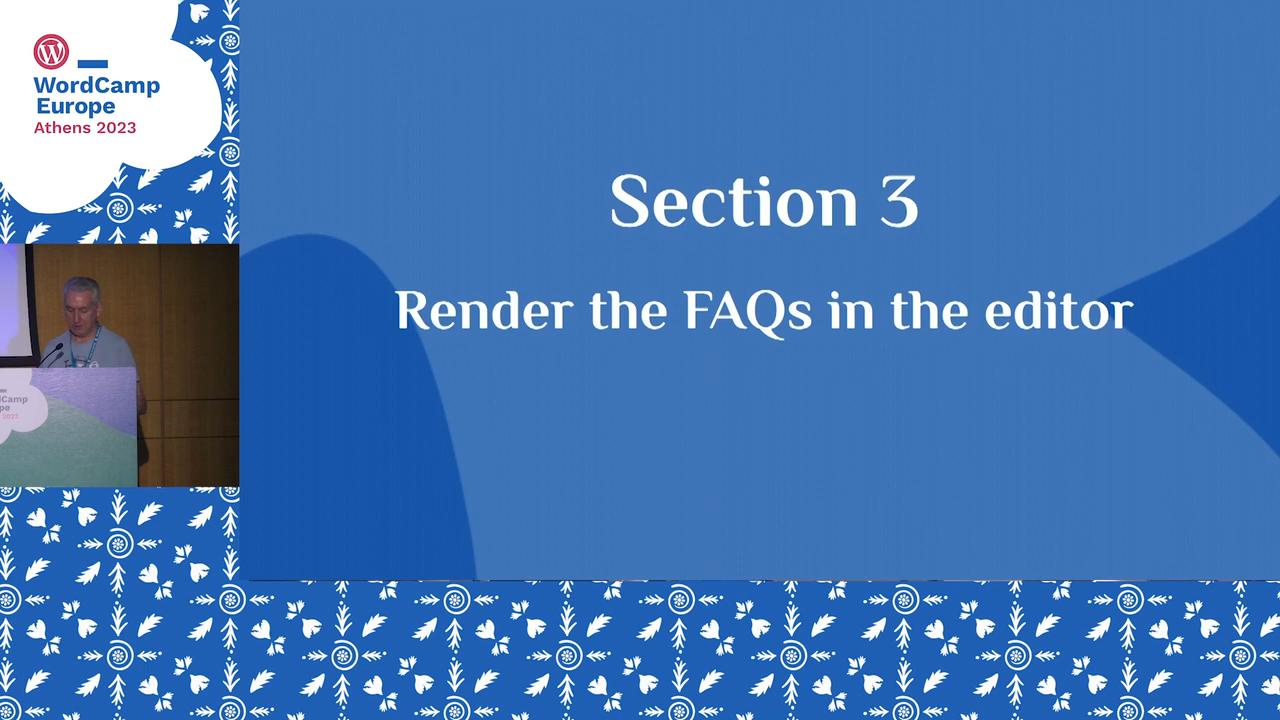 WordCamp
Europe
Athens 2023
Section 3
Render the FAQs in the editor